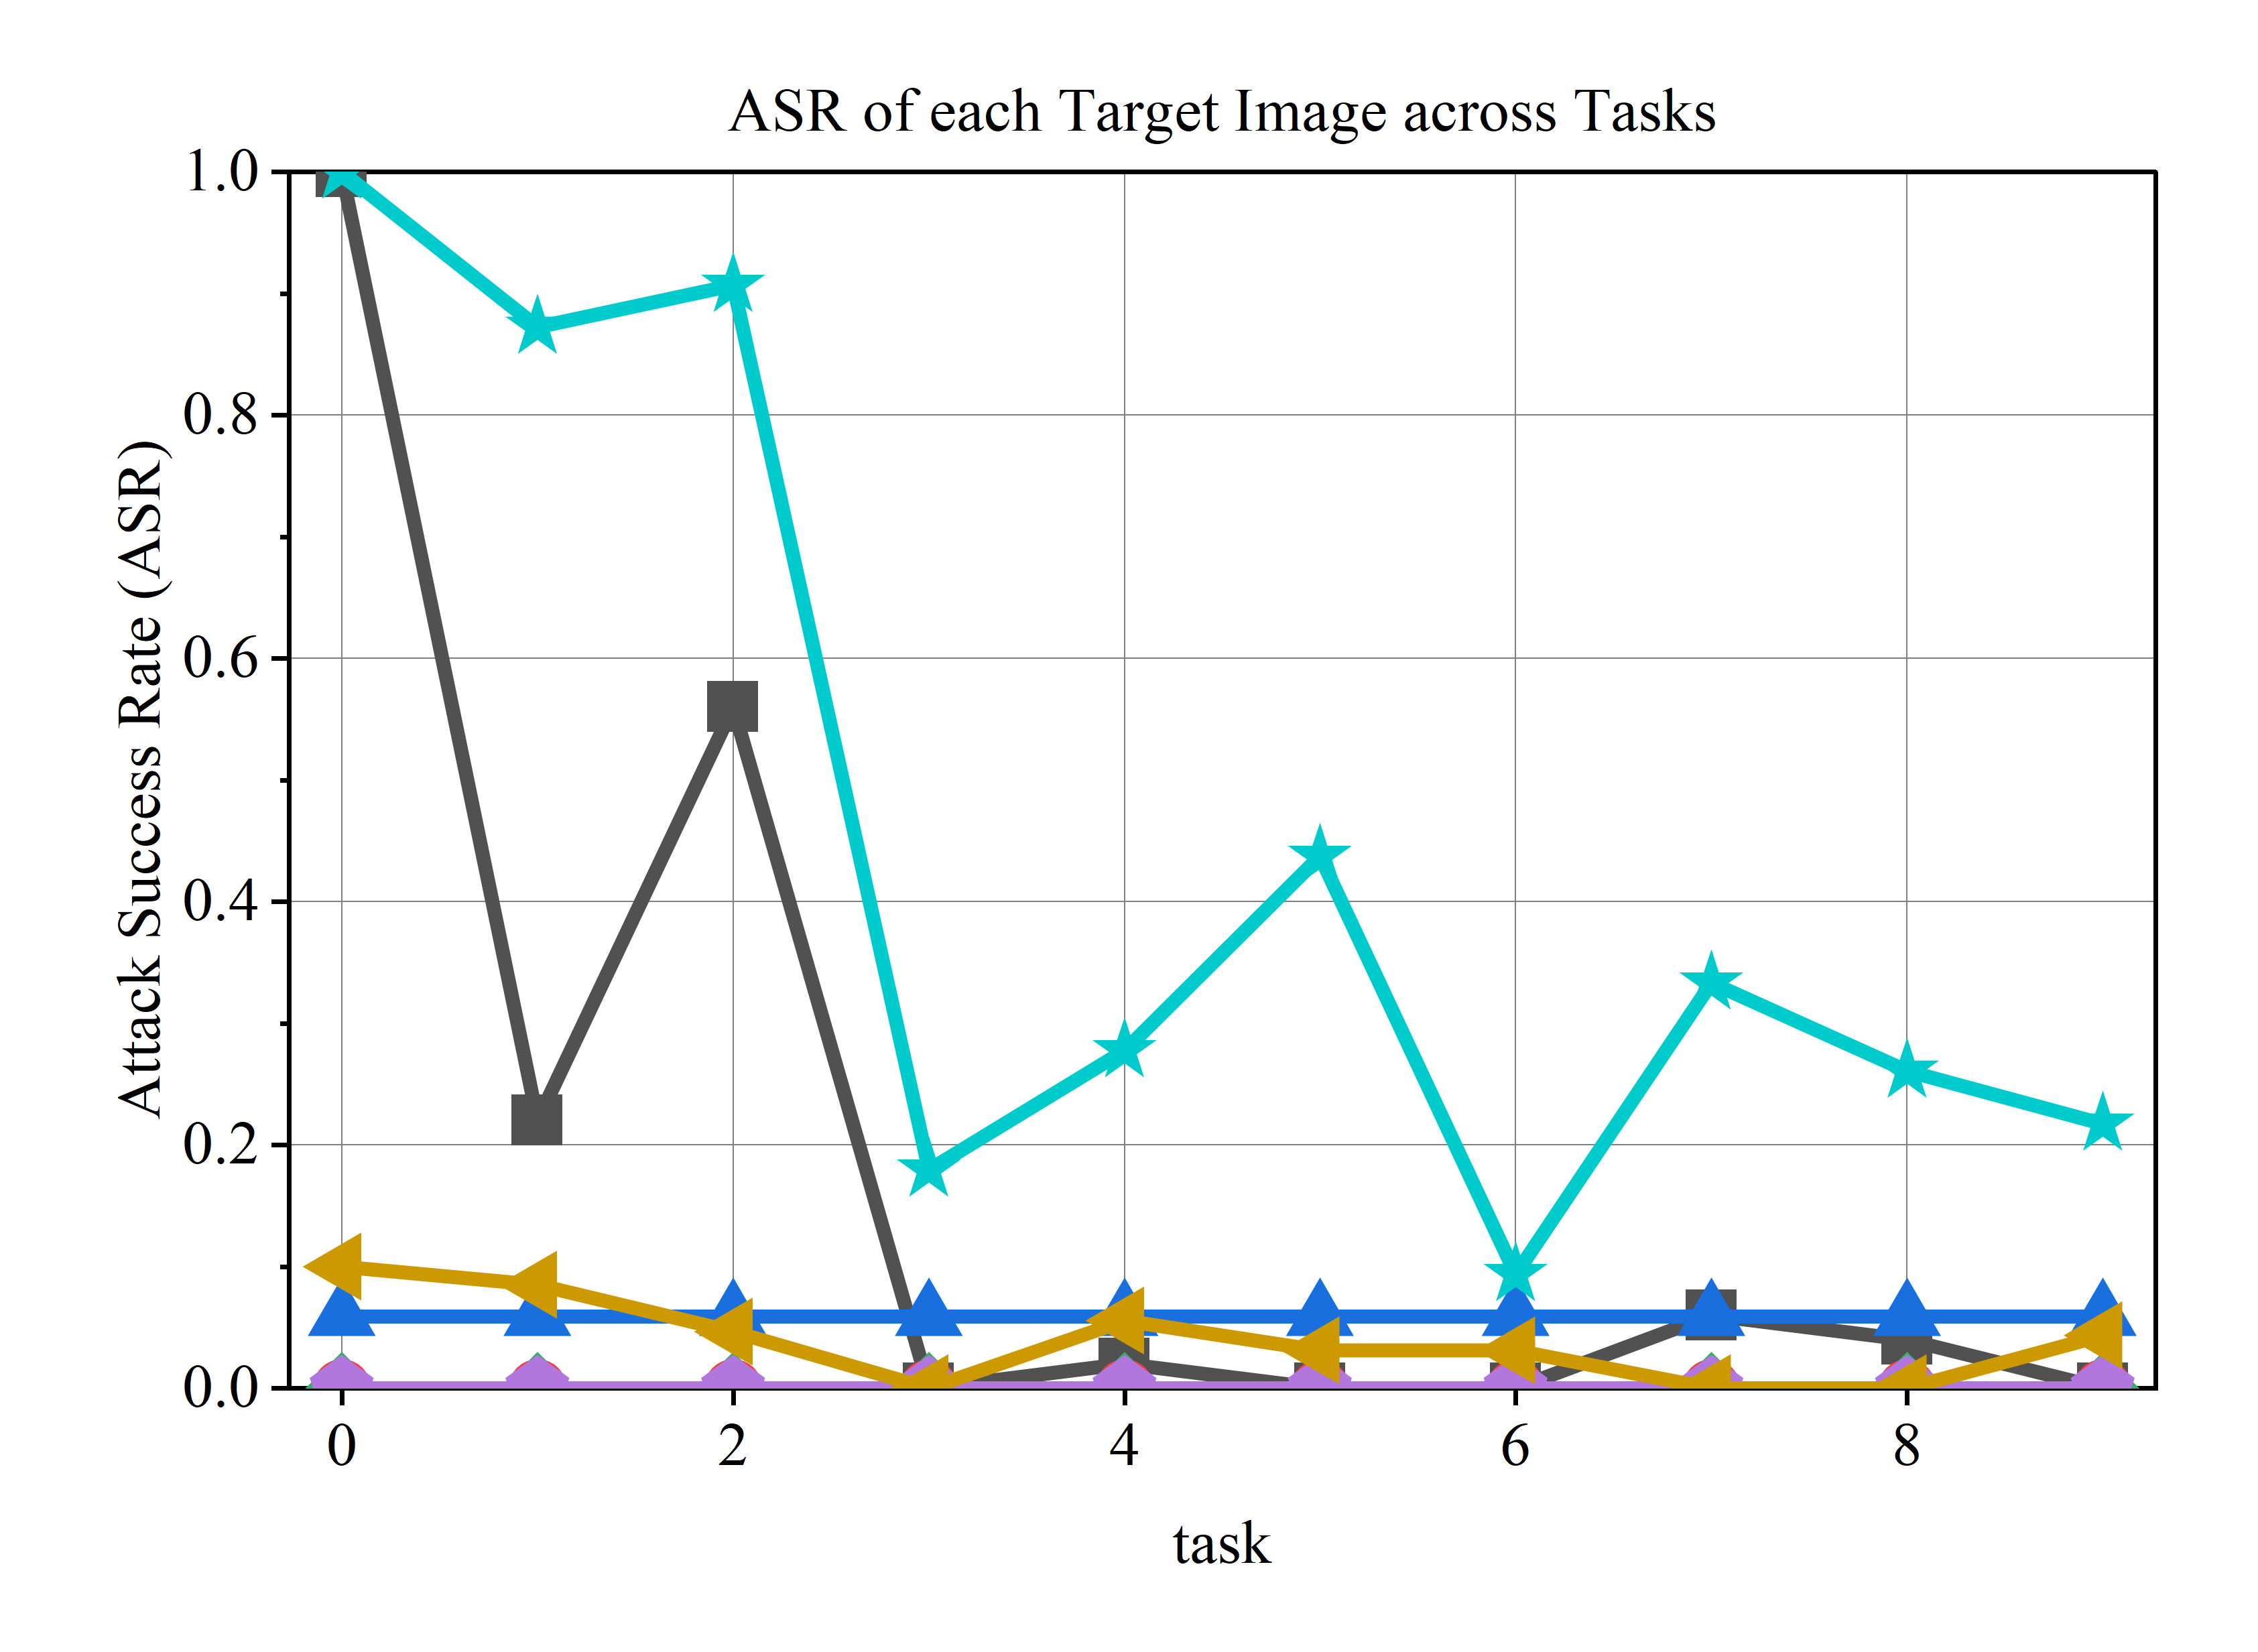 ASR of each Target Image across Tasks
Attack Success Rate (ASR)
1.0
0.8
0.6
0.4
0.2
0.0
0 2 4 6 8
task